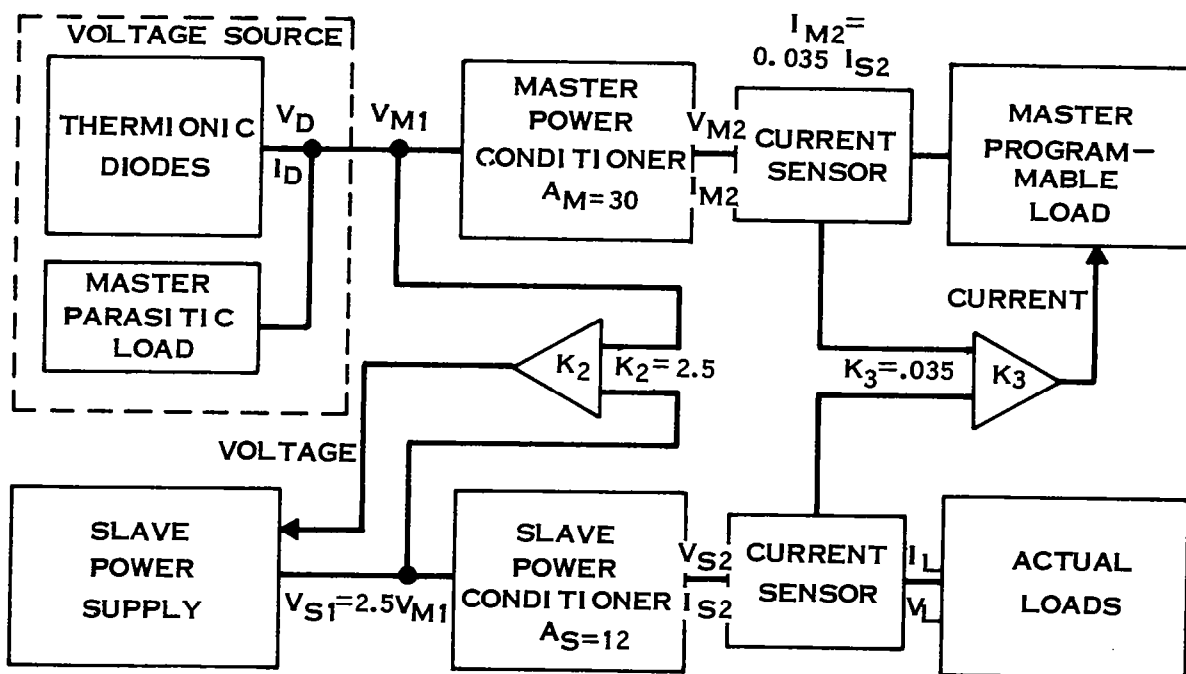 VOLTAGE SOURCE
THERMIONIC
DIODES
V_D
I_D
MASTER
PARASITIC
LOAD
V_M1
MASTER
POWER
CONDITIONER
A_M=30
V_M2
I_M2
I_M2=
0.035 I_S2
CURRENT
SENSOR
MASTER
PROGRAM-
MABLE
LOAD
CURRENT
K_2
K_2=2.5
K_3=.035
K_3
VOLTAGE
SLAVE
POWER
SUPPLY
V_S1=2.5V_M1
SLAVE
POWER
CONDITIONER
A_S=12
V_S2
I_S2
CURRENT
SENSOR
I_L
V_L
ACTUAL
LOADS